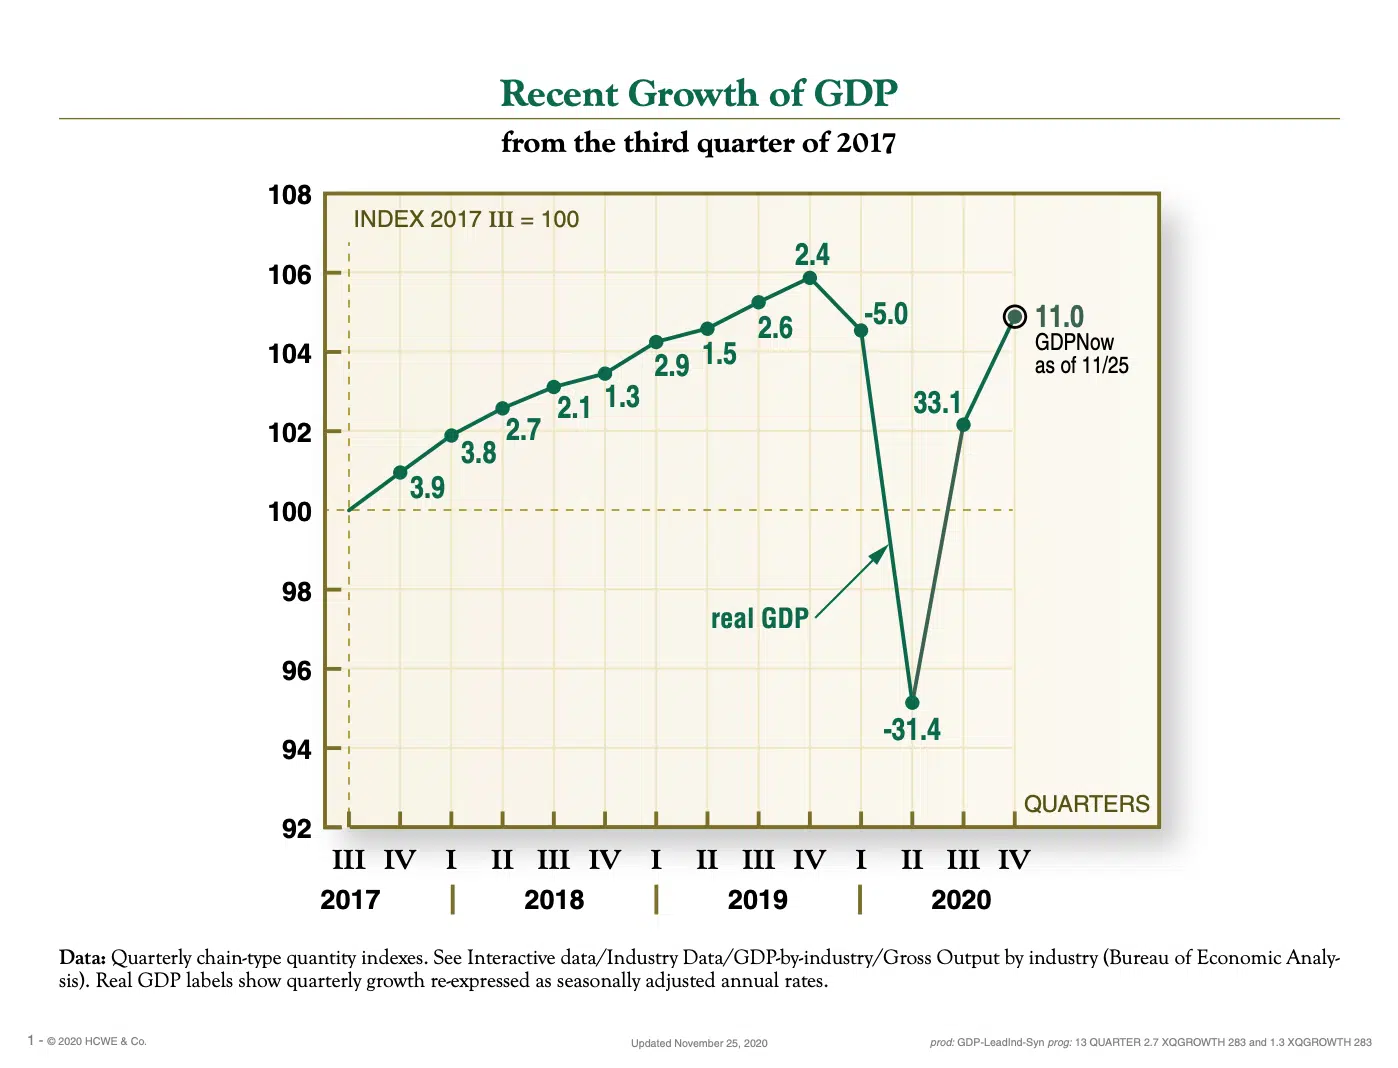 Recent Growth of GDP
from the third quarter of 2017
108
INDEX 2017 III = 100
106
104
102
100
98
96
94
92
3.9
3.8
2.7
2.1
1.3
2.9
1.5
2.6
2.4
-5.0
-31.4
33.1
11.0
GDPNow
as of 11/25
real GDP
QUARTERS
III IV I II III IV I II III IV I II III IV
2017 | 2018 | 2019 | 2020
Data: Quarterly chain-type quantity indexes. See Interactive data/Industry Data/GDP-by-industry/Gross Output by industry (Bureau of Economic Analy-
sis). Real GDP labels show quarterly growth re-expressed as seasonally adjusted annual rates.
1 - © 2020 HCWE & Co.
Updated November 25, 2020
prod: GDP-LeadInd-Syn prog: 13 QUARTER 2.7 XQGROWTH 283 and 1.3 XQGROWTH 283